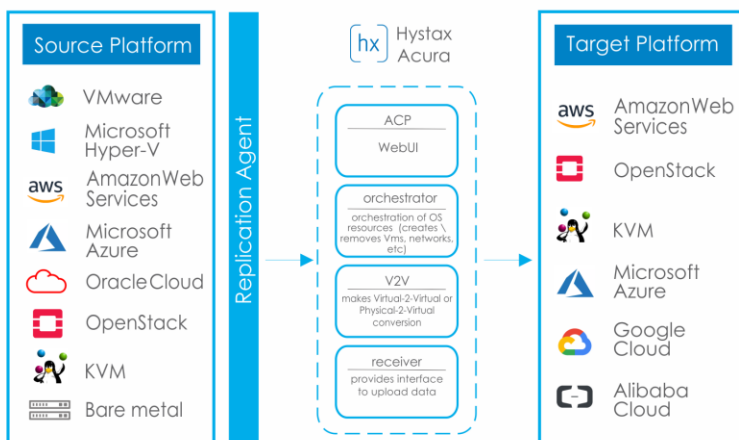 Source Platform
VMware
Microsoft
Hyper-V
aws
AmazonWeb
Services
Microsoft
Azure
OracleCloud
OpenStack
KVM
Bare metal
Replication Agent
hx
Hystax
Acura
ACP
WebUI
orchestrator
orchestration of OS
resources (creates \
removes Vms, networks,
etc)
V2V
makes Virtual-2-Virtual or
Physical-2-Virtual
conversion
receiver
provides interface
to upload data
Target Platform
aws
AmazonWeb
Services
OpenStack
KVM
Microsoft
Azure
Google
Cloud
Alibaba
Cloud